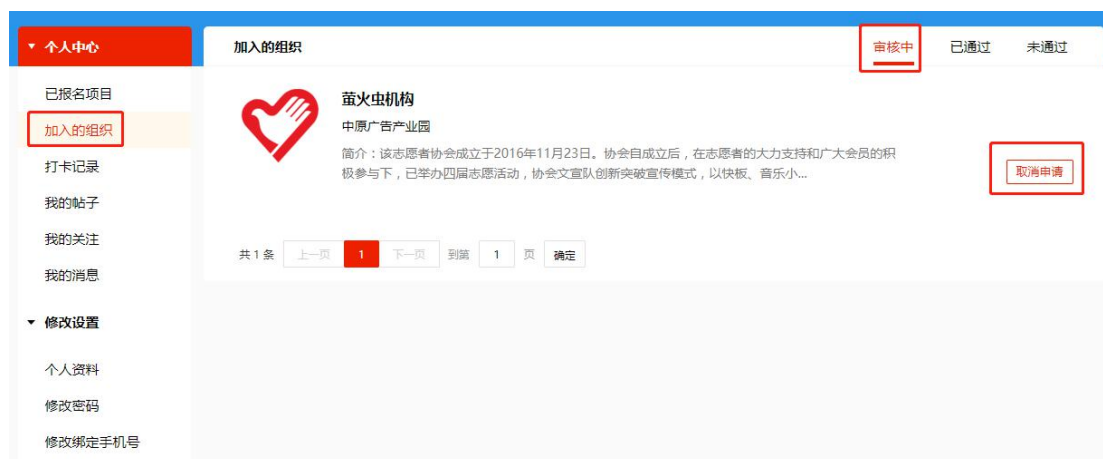 个人中心
已报名项目
加入的组织
打卡记录
我的帖子
我的关注
我的消息
修改设置
个人资料
修改密码
修改绑定手机号
加入的组织 审核中 已通过 未通过
萤火虫机构
中原广告产业园
简介：该志愿者协会成立于2016年11月23日。协会自成立后，在志愿者的大力支持和广大会员的积
极参与下，已举办四届志愿活动，协会文宣队创新突破宣传模式，以快板、音乐小...
取消申请
共 1 条 上一页 1 下一页 到第 1 页 确定